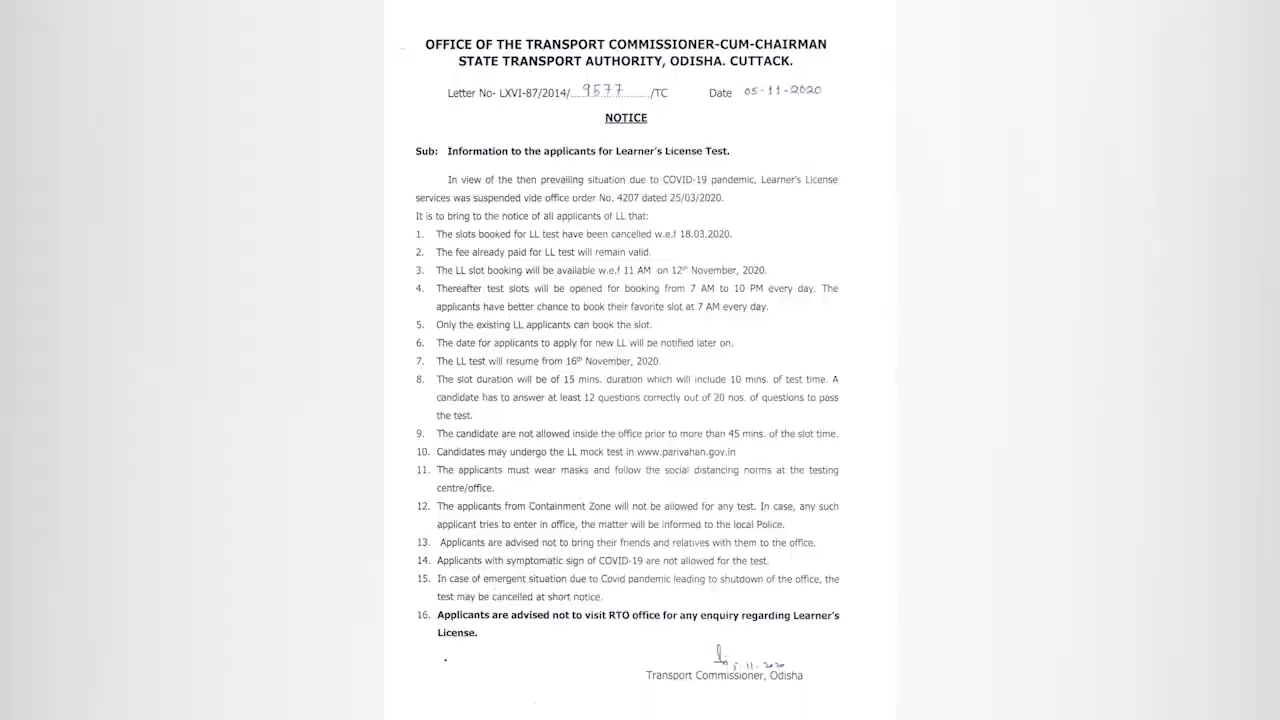 OFFICE OF THE TRANSPORT COMMISSIONER-CUM-CHAIRMAN
STATE TRANSPORT AUTHORITY, ODISHA. CUTTACK.
Letter No- LXVI-87/2014/ 9577 /TC Date 05-11-2020
NOTICE
Sub: Information to the applicants for Learner's License Test.
In view of the then prevailing situation due to COVID-19 pandemic, Learner's License
services was suspended vide office order No. 4207 dated 25/03/2020.
It is to bring to the notice of all applicants of LL that:
1. The slots booked for LL test have been cancelled w.e.f 18.03.2020.
2. The fee already paid for LL test will remain valid.
3. The LL slot booking will be available w.e.f 11 AM on 12th November, 2020.
4. Thereafter test slots will be opened for booking from 7 AM to 10 PM every day. The
applicants have better chance to book their favorite slot at 7 AM every day.
5. Only the existing LL applicants can book the slot.
6. The date for applicants to apply for new LL will be notified later on.
7. The LL test will resume from 16th November, 2020.
8. The slot duration will be of 15 mins. duration which will include 10 mins. of test time. A
candidate has to answer at least 12 questions correctly out of 20 nos. of questions to pass
the test.
9. The candidate are not allowed inside the office prior to more than 45 mins. of the slot time.
10. Candidates may undergo the LL mock test in www.parivahan.gov.in
11. The applicants must wear masks and follow the social distancing norms at the testing
centre/office.
12. The applicants from Containment Zone will not be allowed for any test. In case, any such
applicant tries to enter in office, the matter will be informed to the local Police.
13. Applicants are advised not to bring their friends and relatives with them to the office.
14. Applicants with symptomatic sign of COVID-19 are not allowed for the test.
15. In case of emergent situation due to Covid pandemic leading to shutdown of the office, the
test may be cancelled at short notice.
16. Applicants are advised not to visit RTO office for any enquiry regarding Learner's
License.
5.11.2020
Transport Commissioner, Odisha